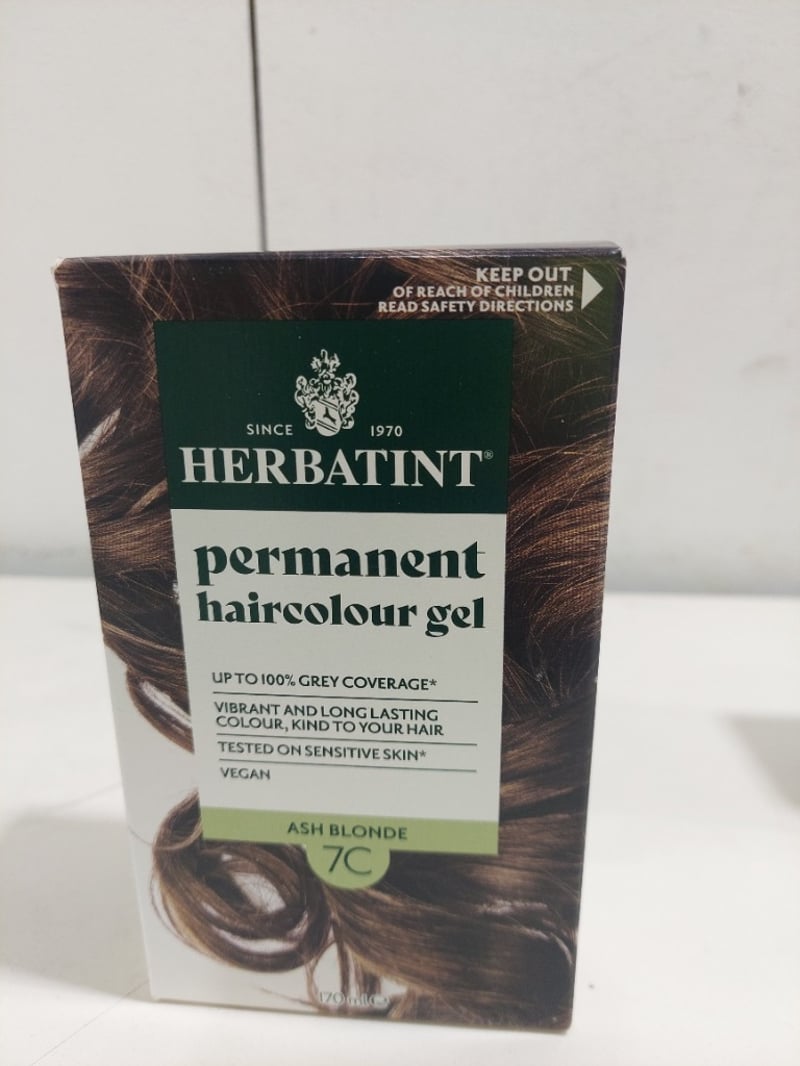 KEEP OUT
OF REACH OF CHILDREN
READ SAFETY DIRECTIONS
SINCE 1970
HERBATINT®
permanent
haircolour gel
UP TO 100% GREY COVERAGE*
VIBRANT AND LONG LASTING
COLOUR, KIND TO YOUR HAIR
TESTED ON SENSITIVE SKIN*
VEGAN
ASH BLONDE
7C
170 ml ℮